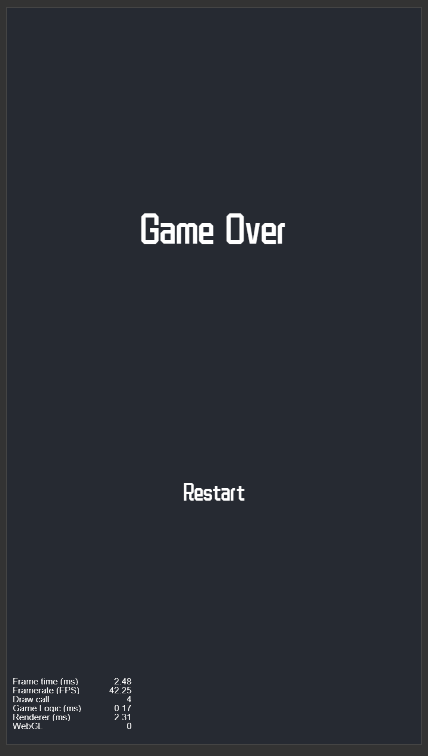 Game Over
Restart
Frame time (ms) 2.48
Framerate (FPS) 42.25
Draw call 4
Game Logic (ms) 0.17
Renderer (ms) 2.31
WebGL 0